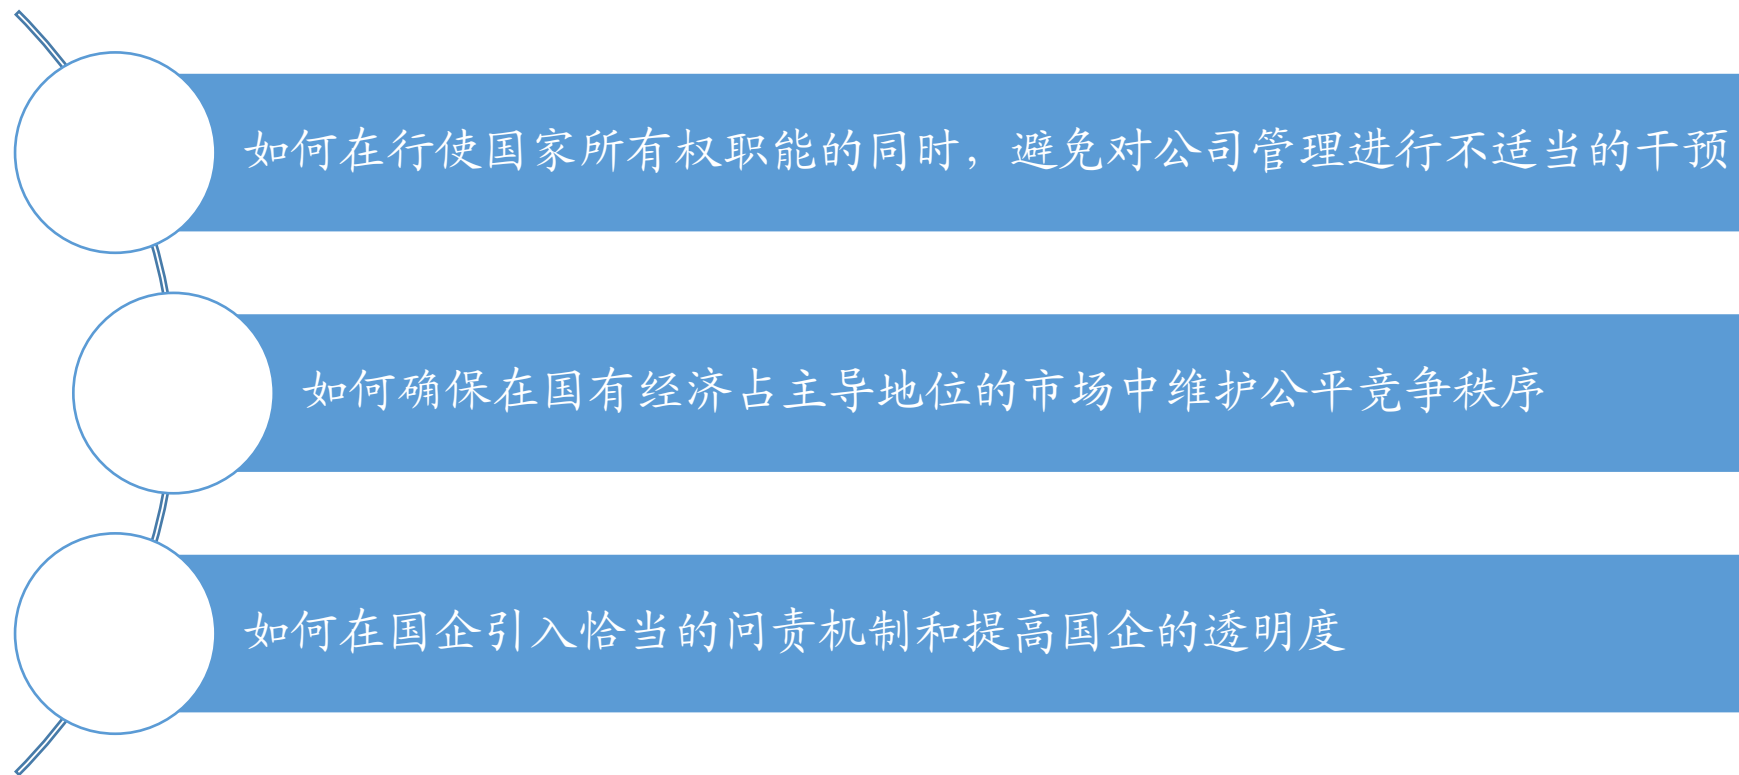 如何在行使国家所有权职能的同时，避免对公司管理进行不适当的干预
如何确保在国有经济占主导地位的市场中维护公平竞争秩序
如何在国企引入恰当的问责机制和提高国企的透明度